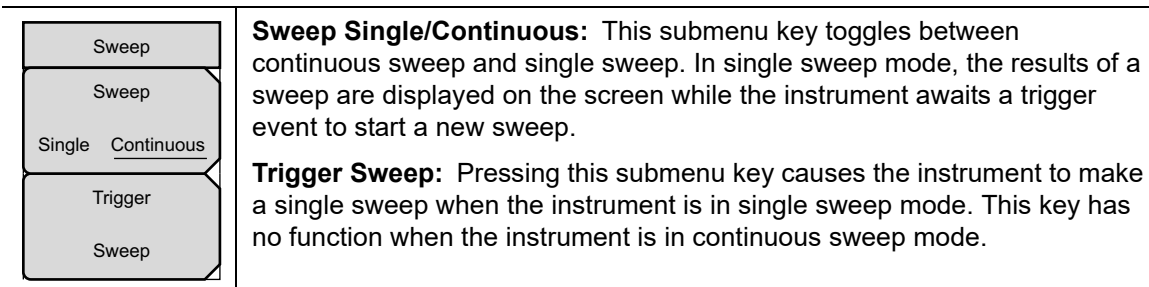 Sweep
Sweep
Single Continuous
Trigger
Sweep
Sweep Single/Continuous: This submenu key toggles between
continuous sweep and single sweep. In single sweep mode, the results of a
sweep are displayed on the screen while the instrument awaits a trigger
event to start a new sweep.
Trigger Sweep: Pressing this submenu key causes the instrument to make
a single sweep when the instrument is in single sweep mode. This key has
no function when the instrument is in continuous sweep mode.